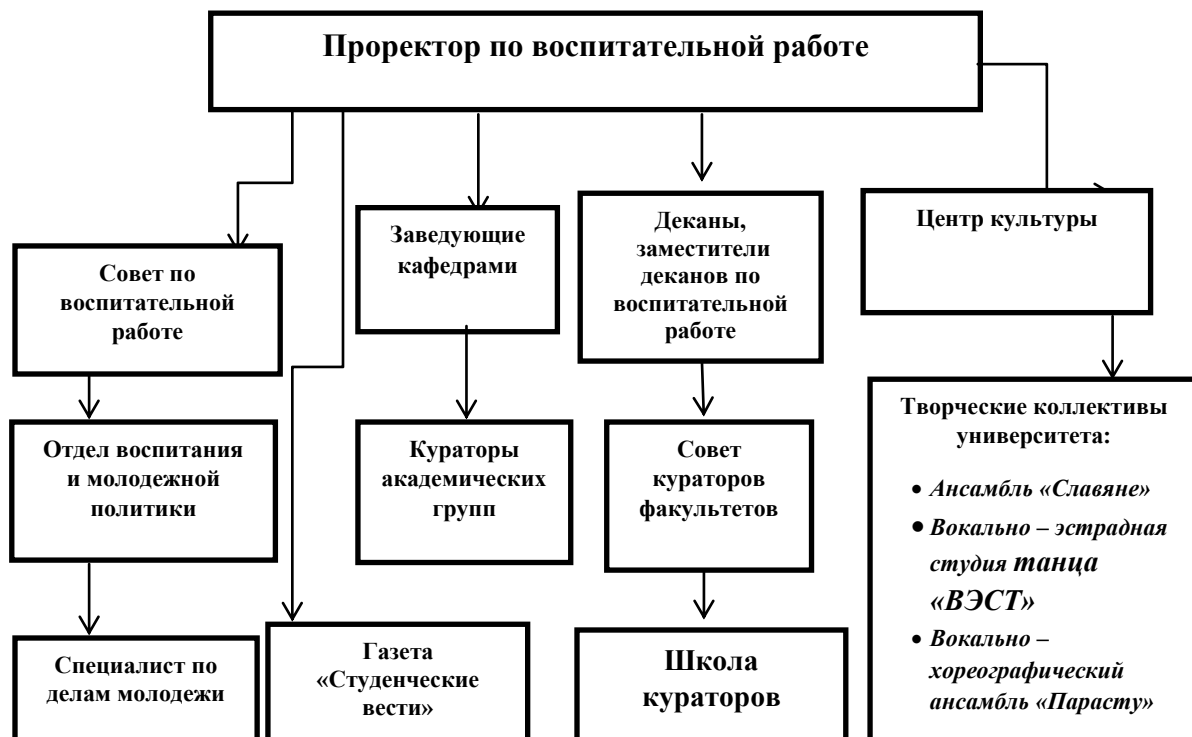 Проректор по воспитательной работе
Совет по
воспитательной
работе
Заведующие
кафедрами
Деканы,
заместители
деканов по
воспитательной
работе
Центр культуры
Отдел воспитания
и молодежной
политики
Кураторы
академических
групп
Совет
кураторов
факультетов
Творческие коллективы
университета:
• Ансамбль «Славяне»
• Вокально – эстрадная
студия танца
«ВЭСТ»
• Вокально –
хореографический
ансамбль «Парасту»
Специалист по
делам молодежи
Газета
«Студенческие
вести»
Школа
кураторов